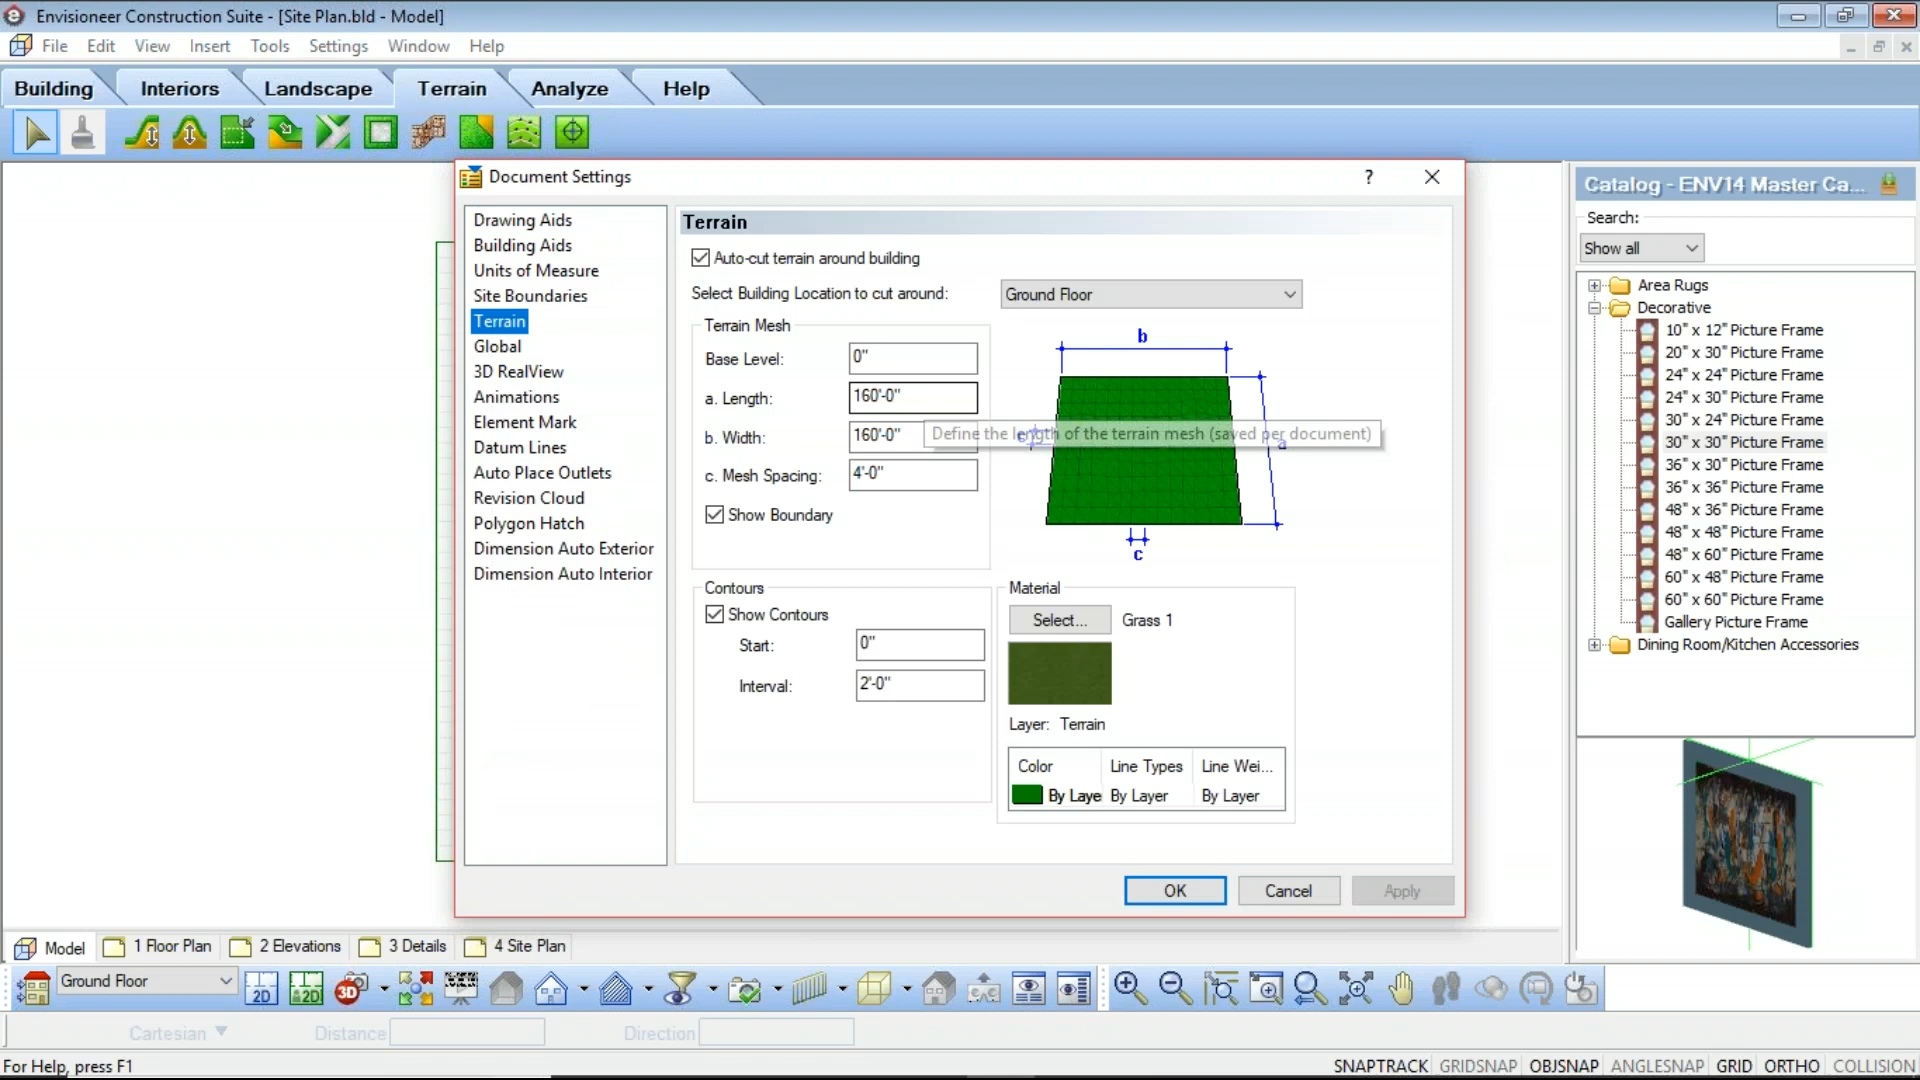 Envisioneer Construction Suite - [Site Plan.bld - Model]
File Edit View Insert Tools Settings Window Help
Building Interiors Landscape Terrain Analyze Help
Document Settings
?
Drawing Aids
Building Aids
Units of Measure
Site Boundaries
Terrain
Global
3D RealView
Animations
Element Mark
Datum Lines
Auto Place Outlets
Revision Cloud
Polygon Hatch
Dimension Auto Exterior
Dimension Auto Interior
Terrain
Auto-cut terrain around building
Select Building Location to cut around: Ground Floor
Terrain Mesh
Base Level: 0"
a. Length: 160'-0"
b. Width: 160'-0"
c. Mesh Spacing: 4'-0"
Show Boundary
b
Define the length of the terrain mesh (saved per document)
c
a
c
Contours
Show Contours
Start: 0"
Interval: 2'-0"
Material
Select... Grass 1
Layer: Terrain
Color Line Types Line Wei...
By Laye By Layer By Layer
OK Cancel Apply
Catalog - ENV14 Master Ca...
Search:
Show all
Area Rugs
Decorative
10" x 12" Picture Frame
20" x 30" Picture Frame
24" x 24" Picture Frame
24" x 30" Picture Frame
30" x 24" Picture Frame
30" x 30" Picture Frame
36" x 30" Picture Frame
36" x 36" Picture Frame
48" x 36" Picture Frame
48" x 48" Picture Frame
48" x 60" Picture Frame
60" x 48" Picture Frame
60" x 60" Picture Frame
Gallery Picture Frame
Dining Room/Kitchen Accessories
Model 1 Floor Plan 2 Elevations 3 Details 4 Site Plan
Ground Floor 2D 2D 3D
Cartesian Distance Direction
For Help, press F1
SNAPTRACK GRIDSNAP OBJSNAP ANGLESNAP GRID ORTHO COLLISION